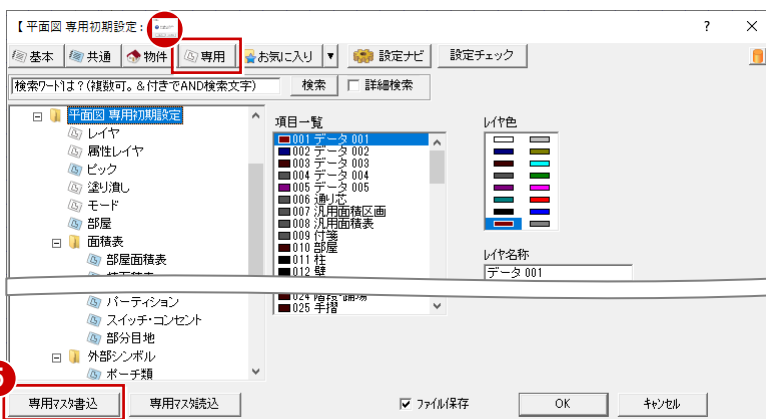 【 平面図 専用初期設定 :
?
基本 共通 物件 専用 お気に入り 設定ナビ 設定チェック
検索ワードは？(複数可。＆付きでAND検索文字) 検索 詳細検索
平面図 専用初期設定
レイヤ
属性レイヤ
ピック
塗り潰し
モード
部屋
面積表
部屋面積表
パーティション
スイッチ・コンセント
部分目地
外部シンボル
ポーチ類
項目一覧
001 データ 001
002 データ 002
003 データ 003
004 データ 004
005 データ 005
006 通り芯
007 汎用面積区画
008 汎用面積表
009 付箋
010 部屋
011 柱
012 壁
025 手摺
レイヤ色
レイヤ名称
データ 001
専用マスタ書込 専用マスタ読込 ファイル保存 OK キャンセル